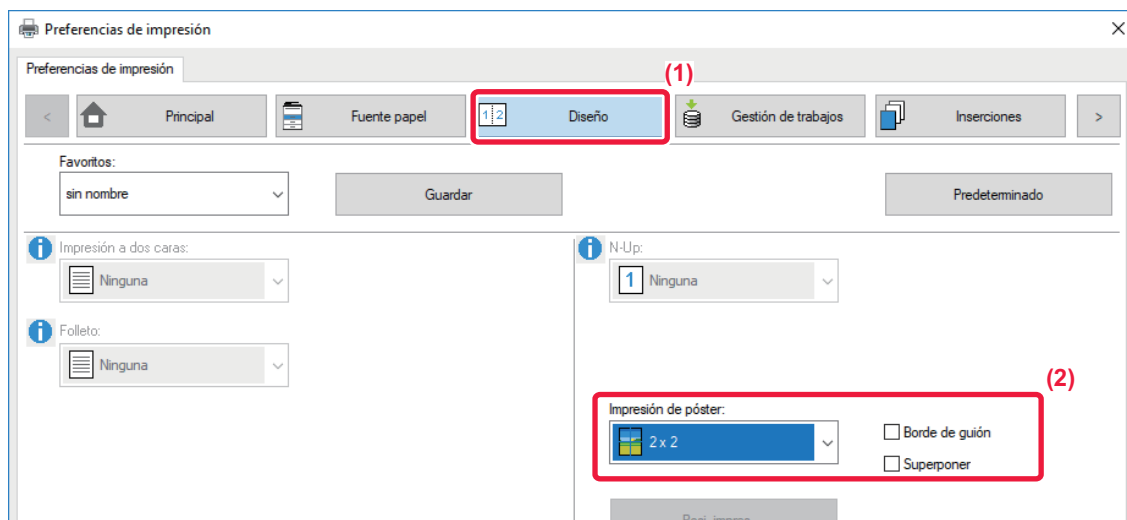 Preferencias de impresión
Preferencias de impresión
(1)
< Principal Fuente papel 1 2 Diseño Gestión de trabajos Inserciones >
Favoritos:
sin nombre Guardar Predeterminado
Impresión a dos caras: N-Up:
Ninguna 1 Ninguna
Folleto:
Ninguna
(2)
Impresión de póster:
2 x 2 Borde de guión
Superponer